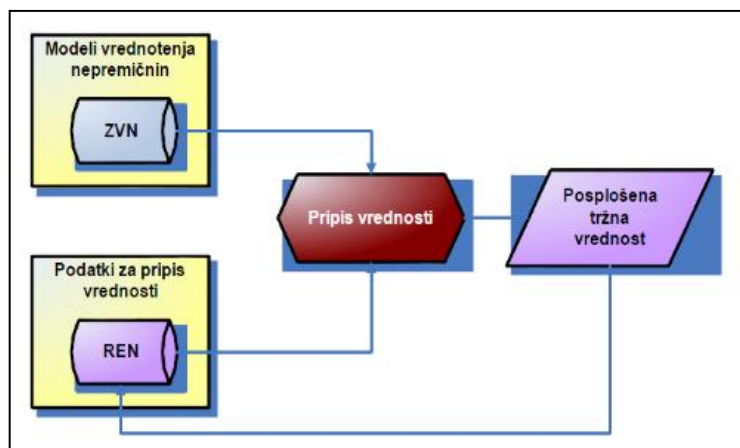 Modeli vrednotenja
nepremičnin
ZVN
Pripis vrednosti
Posplošena
tržna
vrednost
Podatki za pripis
vrednosti
REN